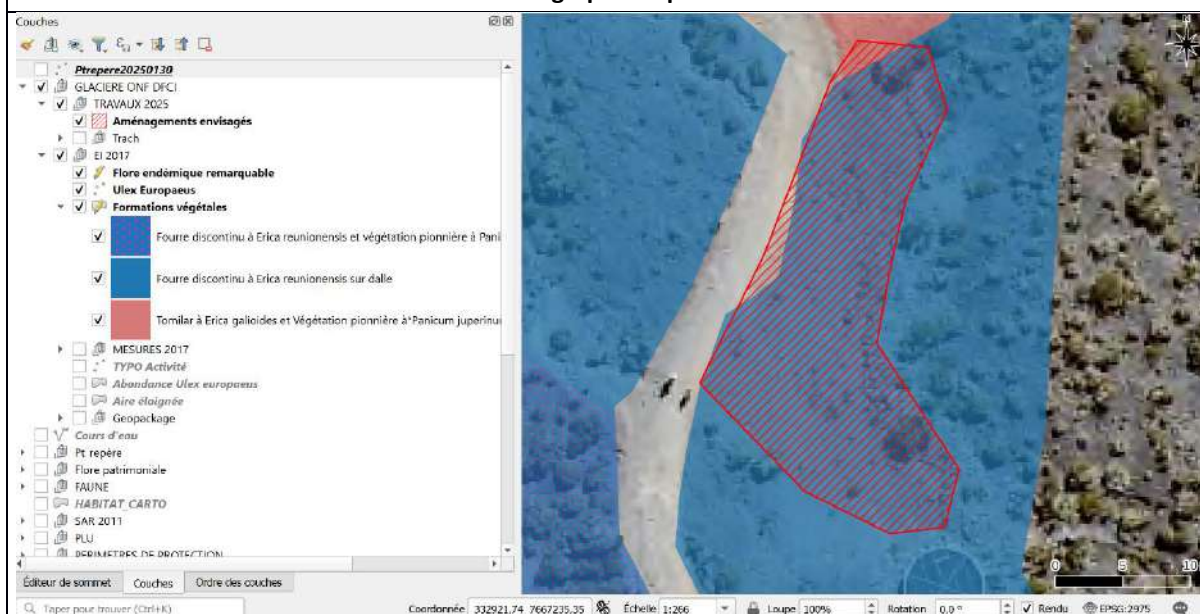 Couches
Ptrepere20250130
GLACIERE ONF DFCI
TRAVAUX 2025
Aménagements envisagés
Trach
EI 2017
Flore endémique remarquable
Ulex Europaeus
Formations végétales
Fourre discontinu à Erica reunionensis et végétation pionnière à Pani
Fourre discontinu à Erica reunionensis sur dalle
Tomilar à Erica galioides et Végétation pionnière à*Panicum juperinu
MESURES 2017
TYPO Activité
Abondance Ulex europaeus
Aire éloignée
Geopackage
Cours d'eau
Pt repère
Flore patrimoniale
FAUNE
HABITAT_CARTO
SAR 2011
PLU
PERIMETRES DE PROTECTION
0 5 10
Éditeur de sommet Couches Ordre des couches
Taper pour trouver (Ctrl+K) Coordonnée 332921.74 7667235.35 Échelle 1:266 Loupe 100% Rotation 0,0 ° Rendu EPSG:2975